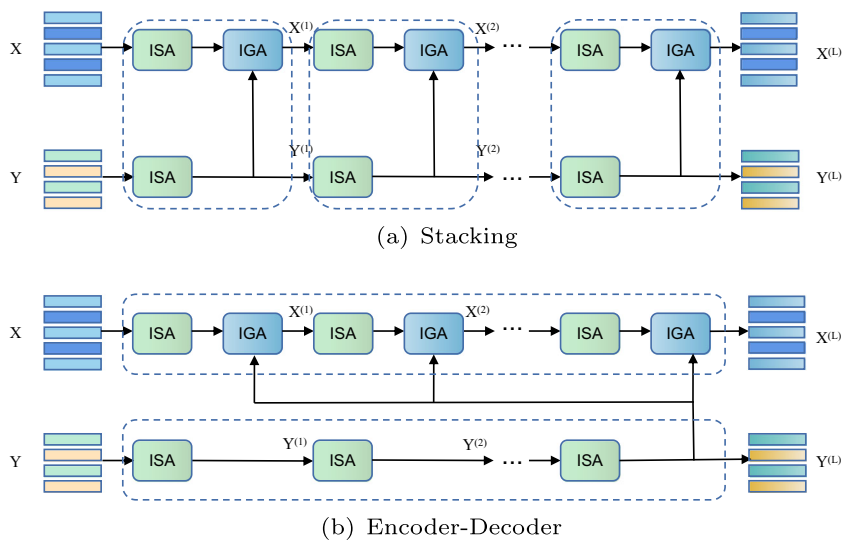 X ISA IGA X(1) ISA IGA X(2) ... ISA IGA X(L)
Y ISA Y(1) ISA Y(2) ... ISA Y(L)
(a) Stacking
X ISA IGA X(1) ISA IGA X(2) ... ISA IGA X(L)
Y ISA Y(1) ISA Y(2) ... ISA Y(L)
(b) Encoder-Decoder